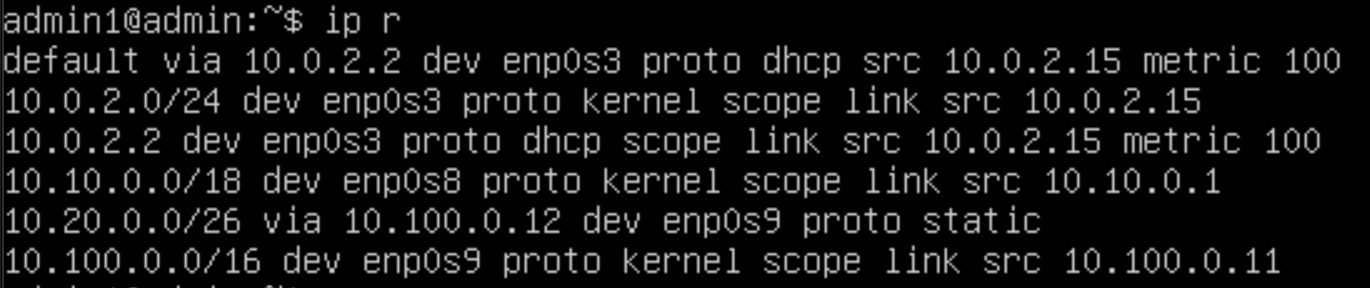 admin1@admin:~$ ip r
default via 10.0.2.2 dev enp0s3 proto dhcp src 10.0.2.15 metric 100
10.0.2.0/24 dev enp0s3 proto kernel scope link src 10.0.2.15
10.0.2.2 dev enp0s3 proto dhcp scope link src 10.0.2.15 metric 100
10.10.0.0/18 dev enp0s8 proto kernel scope link src 10.10.0.1
10.20.0.0/26 via 10.100.0.12 dev enp0s9 proto static
10.100.0.0/16 dev enp0s9 proto kernel scope link src 10.100.0.11